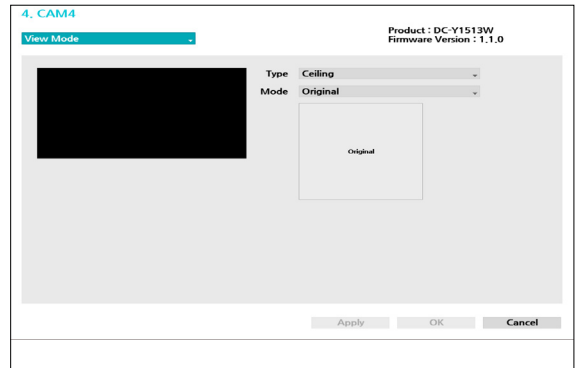 4. CAM4
Product : DC-Y1513W
View Mode
Firmware Version : 1.1.0
Type Ceiling
Mode Original
Original
Apply OK Cancel